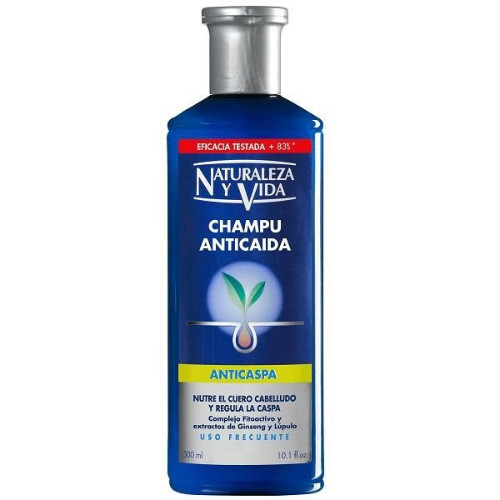 EFICACIA TESTADA + 83% *
NATURALEZA
Y VIDA
CHAMPU
ANTICAIDA
ANTICASPA
NUTRE EL CUERO CABELLUDO
Y REGULA LA CASPA
Complejo Fitoactivo y
extractos de Ginseng y Lúpulo
USO FRECUENTE
300 ml 10.1 fl.oz